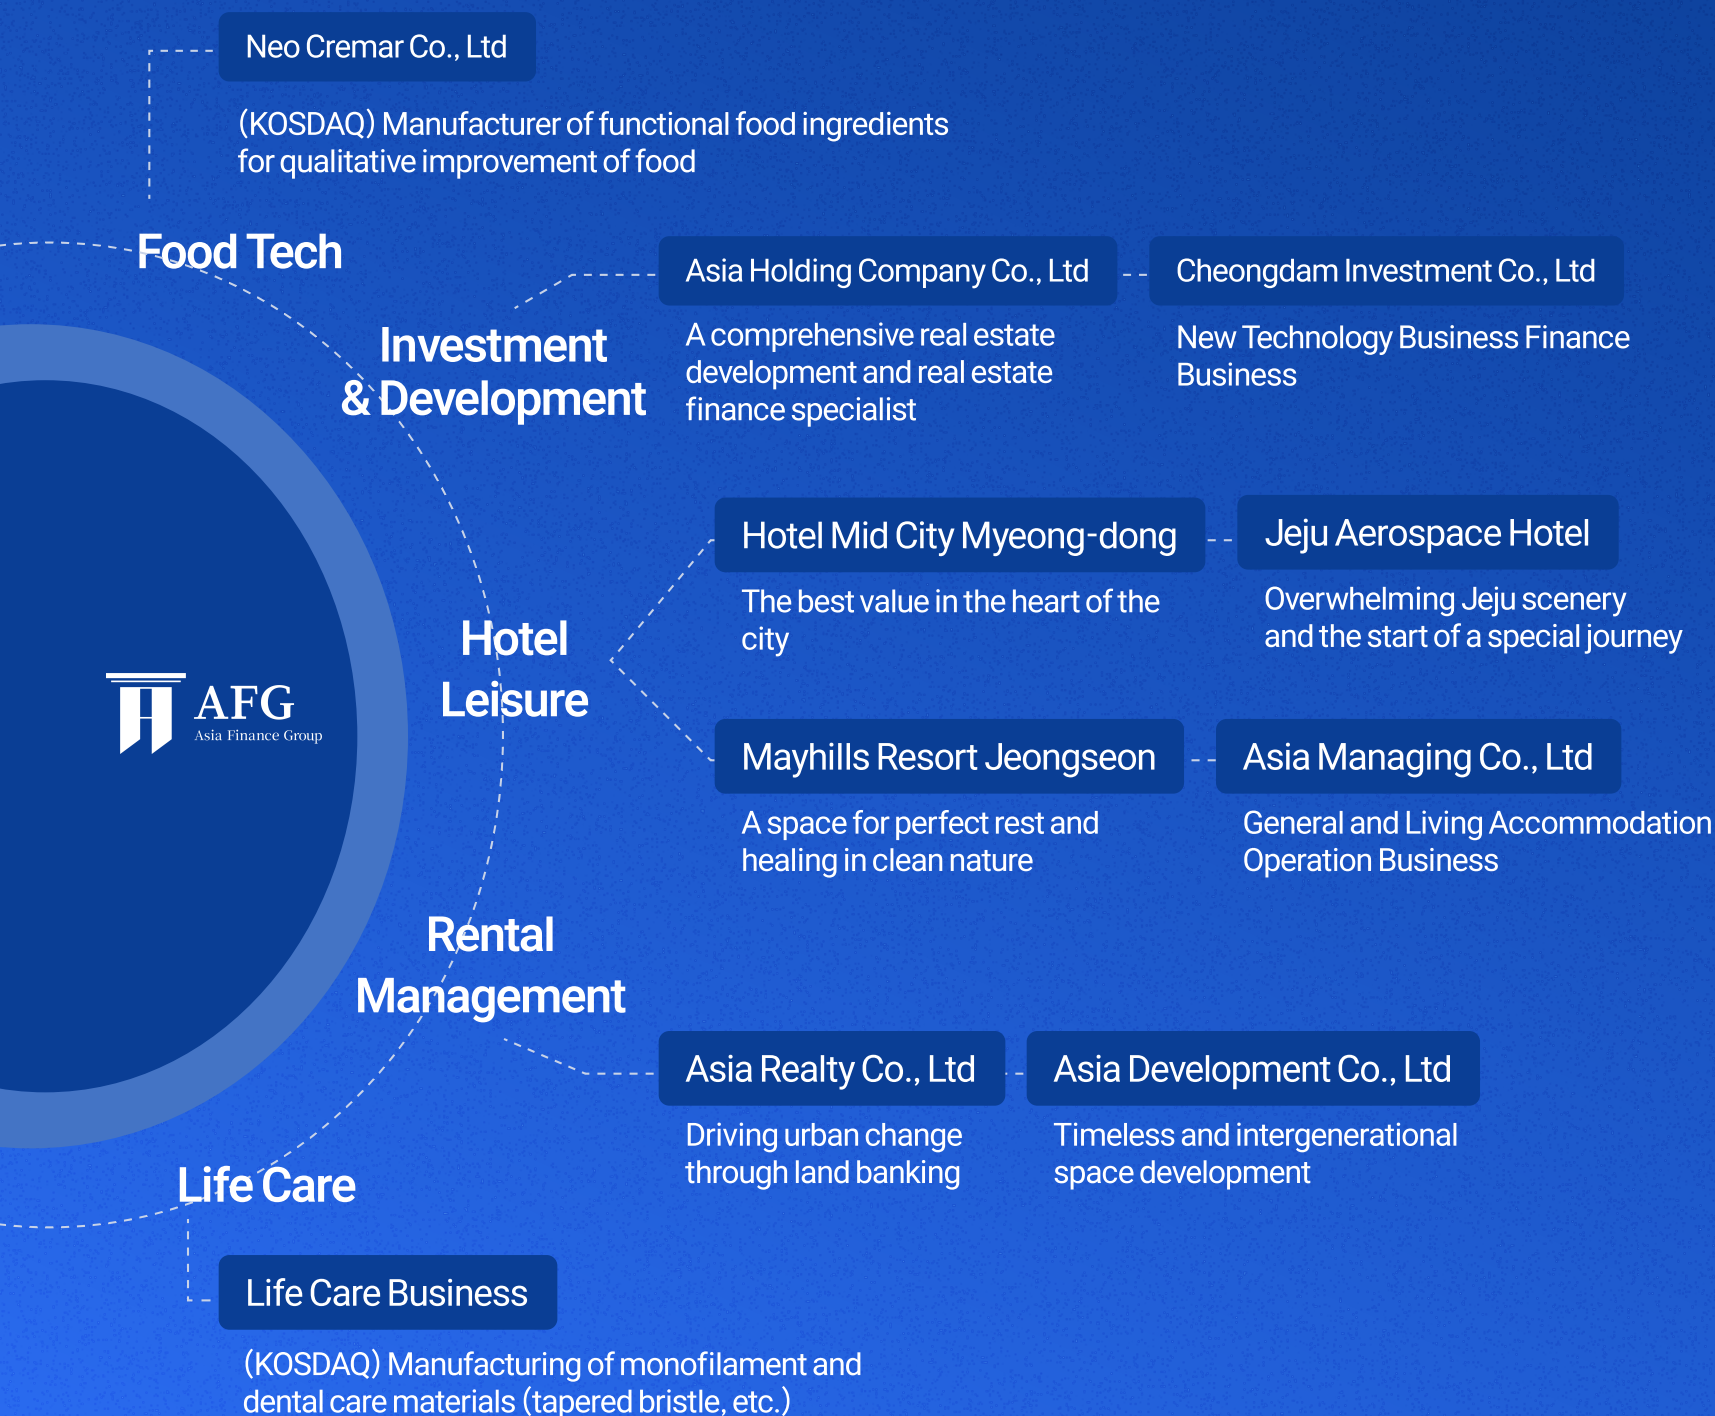 Neo Cremar Co., Ltd
(KOSDAQ) Manufacturer of functional food ingredients
for qualitative improvement of food
Food Tech
Investment
& Development
Asia Holding Company Co., Ltd
A comprehensive real estate
development and real estate
finance specialist
Cheongdam Investment Co., Ltd
New Technology Business Finance
Business
Hotel
Leisure
Hotel Mid City Myeong-dong
The best value in the heart of the
city
Jeju Aerospace Hotel
Overwhelming Jeju scenery
and the start of a special journey
AFG
Asia Finance Group
Mayhills Resort Jeongseon
A space for perfect rest and
healing in clean nature
Asia Managing Co., Ltd
General and Living Accommodation
Operation Business
Rental
Management
Asia Realty Co., Ltd
Driving urban change
through land banking
Asia Development Co., Ltd
Timeless and intergenerational
space development
Life Care
Life Care Business
(KOSDAQ) Manufacturing of monofilament and
dental care materials (tapered bristle, etc.)